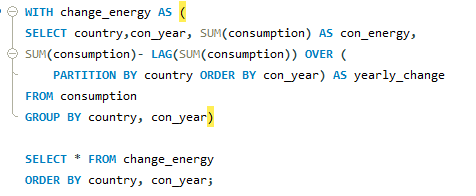 WITH change_energy AS (
SELECT country,con_year, SUM(consumption) AS con_energy,
SUM(consumption)- LAG(SUM(consumption)) OVER (
PARTITION BY country ORDER BY con_year) AS yearly_change
FROM consumption
GROUP BY country, con_year)
SELECT * FROM change_energy
ORDER BY country, con_year;